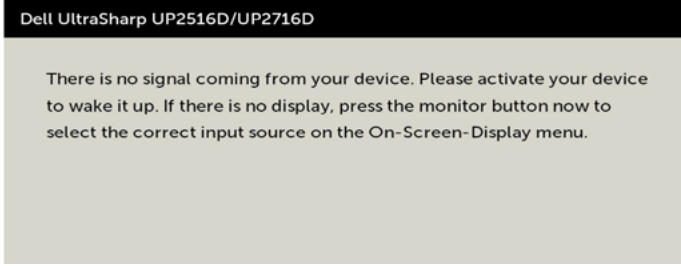 Dell UltraSharp UP2516D/UP2716D
There is no signal coming from your device. Please activate your device
to wake it up. If there is no display, press the monitor button now to
select the correct input source on the On-Screen-Display menu.